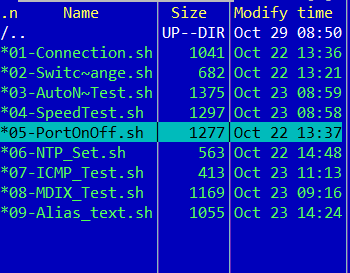 .n Name Size Modify time
/.. UP--DIR Oct 29 08:50
*01-Connection.sh 1041 Oct 22 13:36
*02-Switc~ange.sh 682 Oct 22 13:21
*03-AutoN~Test.sh 1375 Oct 23 08:59
*04-SpeedTest.sh 1297 Oct 23 08:58
*05-PortOnOff.sh 1277 Oct 22 13:37
*06-NTP_Set.sh 563 Oct 22 14:48
*07-ICMP_Test.sh 413 Oct 23 11:13
*08-MDIX_Test.sh 1169 Oct 23 09:16
*09-Alias_text.sh 1055 Oct 23 14:24